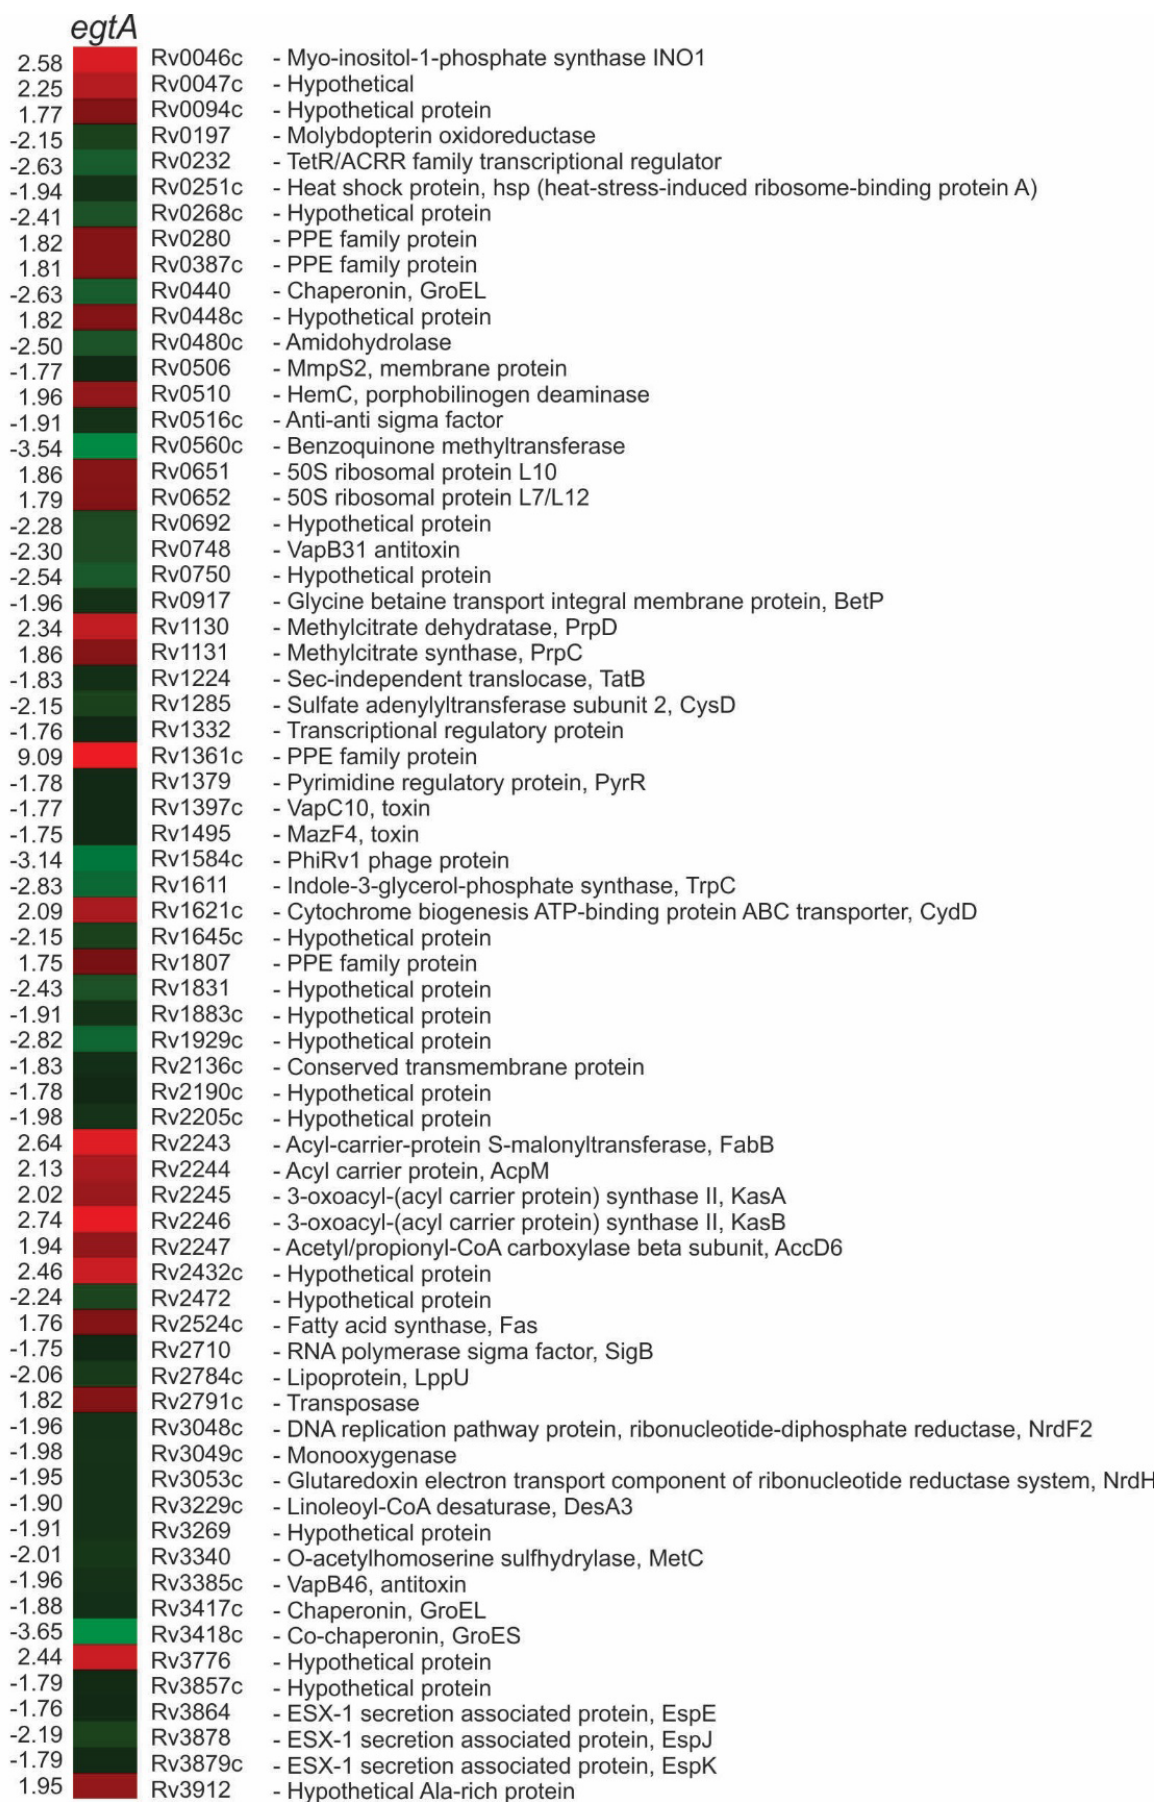 egtA
2.58 Rv0046c - Myo-inositol-1-phosphate synthase INO1
2.25 Rv0047c - Hypothetical
1.77 Rv0094c - Hypothetical protein
-2.15 Rv0197 - Molybdopterin oxidoreductase
-2.63 Rv0232 - TetR/ACRR family transcriptional regulator
-1.94 Rv0251c - Heat shock protein, hsp (heat-stress-induced ribosome-binding protein A)
-2.41 Rv0268c - Hypothetical protein
1.82 Rv0280 - PPE family protein
1.81 Rv0387c - PPE family protein
-2.63 Rv0440 - Chaperonin, GroEL
1.82 Rv0448c - Hypothetical protein
-2.50 Rv0480c - Amidohydrolase
-1.77 Rv0506 - MmpS2, membrane protein
1.96 Rv0510 - HemC, porphobilinogen deaminase
-1.91 Rv0516c - Anti-anti sigma factor
-3.54 Rv0560c - Benzoquinone methyltransferase
1.86 Rv0651 - 50S ribosomal protein L10
1.79 Rv0652 - 50S ribosomal protein L7/L12
-2.28 Rv0692 - Hypothetical protein
-2.30 Rv0748 - VapB31 antitoxin
-2.54 Rv0750 - Hypothetical protein
-1.96 Rv0917 - Glycine betaine transport integral membrane protein, BetP
2.34 Rv1130 - Methylcitrate dehydratase, PrpD
1.86 Rv1131 - Methylcitrate synthase, PrpC
-1.83 Rv1224 - Sec-independent translocase, TatB
-2.15 Rv1285 - Sulfate adenylyltransferase subunit 2, CysD
-1.76 Rv1332 - Transcriptional regulatory protein
9.09 Rv1361c - PPE family protein
-1.78 Rv1379 - Pyrimidine regulatory protein, PyrR
-1.77 Rv1397c - VapC10, toxin
-1.75 Rv1495 - MazF4, toxin
-3.14 Rv1584c - PhiRv1 phage protein
-2.83 Rv1611 - Indole-3-glycerol-phosphate synthase, TrpC
2.09 Rv1621c - Cytochrome biogenesis ATP-binding protein ABC transporter, CydD
-2.15 Rv1645c - Hypothetical protein
1.75 Rv1807 - PPE family protein
-2.43 Rv1831 - Hypothetical protein
-1.91 Rv1883c - Hypothetical protein
-2.82 Rv1929c - Hypothetical protein
-1.83 Rv2136c - Conserved transmembrane protein
-1.78 Rv2190c - Hypothetical protein
-1.98 Rv2205c - Hypothetical protein
2.64 Rv2243 - Acyl-carrier-protein S-malonyltransferase, FabB
2.13 Rv2244 - Acyl carrier protein, AcpM
2.02 Rv2245 - 3-oxoacyl-(acyl carrier protein) synthase II, KasA
2.74 Rv2246 - 3-oxoacyl-(acyl carrier protein) synthase II, KasB
1.94 Rv2247 - Acetyl/propionyl-CoA carboxylase beta subunit, AccD6
2.46 Rv2432c - Hypothetical protein
-2.24 Rv2472 - Hypothetical protein
1.76 Rv2524c - Fatty acid synthase, Fas
-1.75 Rv2710 - RNA polymerase sigma factor, SigB
-2.06 Rv2784c - Lipoprotein, LppU
1.82 Rv2791c - Transposase
-1.96 Rv3048c - DNA replication pathway protein, ribonucleotide-diphosphate reductase, NrdF2
-1.98 Rv3049c - Monooxygenase
-1.95 Rv3053c - Glutaredoxin electron transport component of ribonucleotide reductase system, NrdH
-1.90 Rv3229c - Linoleoyl-CoA desaturase, DesA3
-1.91 Rv3269 - Hypothetical protein
-2.01 Rv3340 - O-acetylhomoserine sulfhydrylase, MetC
-1.96 Rv3385c - VapB46, antitoxin
-1.88 Rv3417c - Chaperonin, GroEL
-3.65 Rv3418c - Co-chaperonin, GroES
2.44 Rv3776 - Hypothetical protein
-1.79 Rv3857c - Hypothetical protein
-1.76 Rv3864 - ESX-1 secretion associated protein, EspE
-2.19 Rv3878 - ESX-1 secretion associated protein, EspJ
-1.79 Rv3879c - ESX-1 secretion associated protein, EspK
1.95 Rv3912 - Hypothetical Ala-rich protein